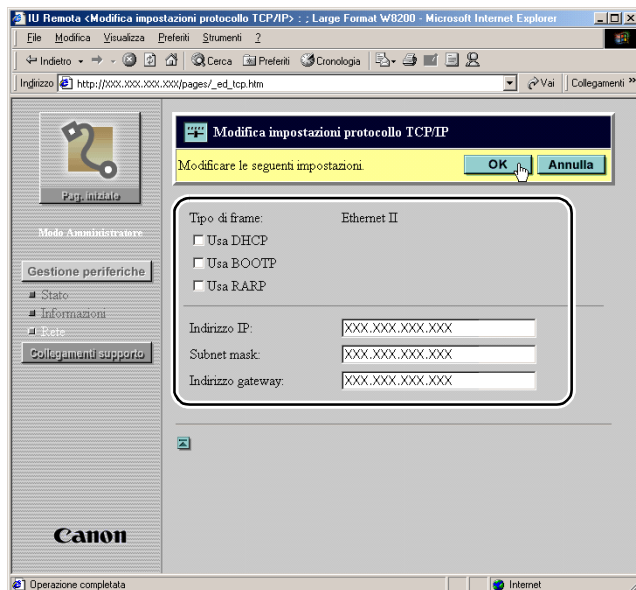 IU Remota <Modifica impostazioni protocollo TCP/IP> : ; Large Format W8200 - Microsoft Internet Explorer
File Modifica Visualizza Preferiti Strumenti ?
Indietro Cerca Preferiti Cronologia
Indirizzo http://XXX.XXX.XXX.XXX/pages/_ed_tcp.htm Vai Collegamenti »
Modifica impostazioni protocollo TCP/IP
Modificare le seguenti impostazioni. OK Annulla
Pag. iniziale
Modo Amministratore
Gestione periferiche
Stato
Informazioni
Rete
Collegamenti supporto
Canon
Tipo di frame: Ethernet II
Usa DHCP
Usa BOOTP
Usa RARP
Indirizzo IP: XXX.XXX.XXX.XXX
Subnet mask: XXX.XXX.XXX.XXX
Indirizzo gateway: XXX.XXX.XXX.XXX
Operazione completata Internet